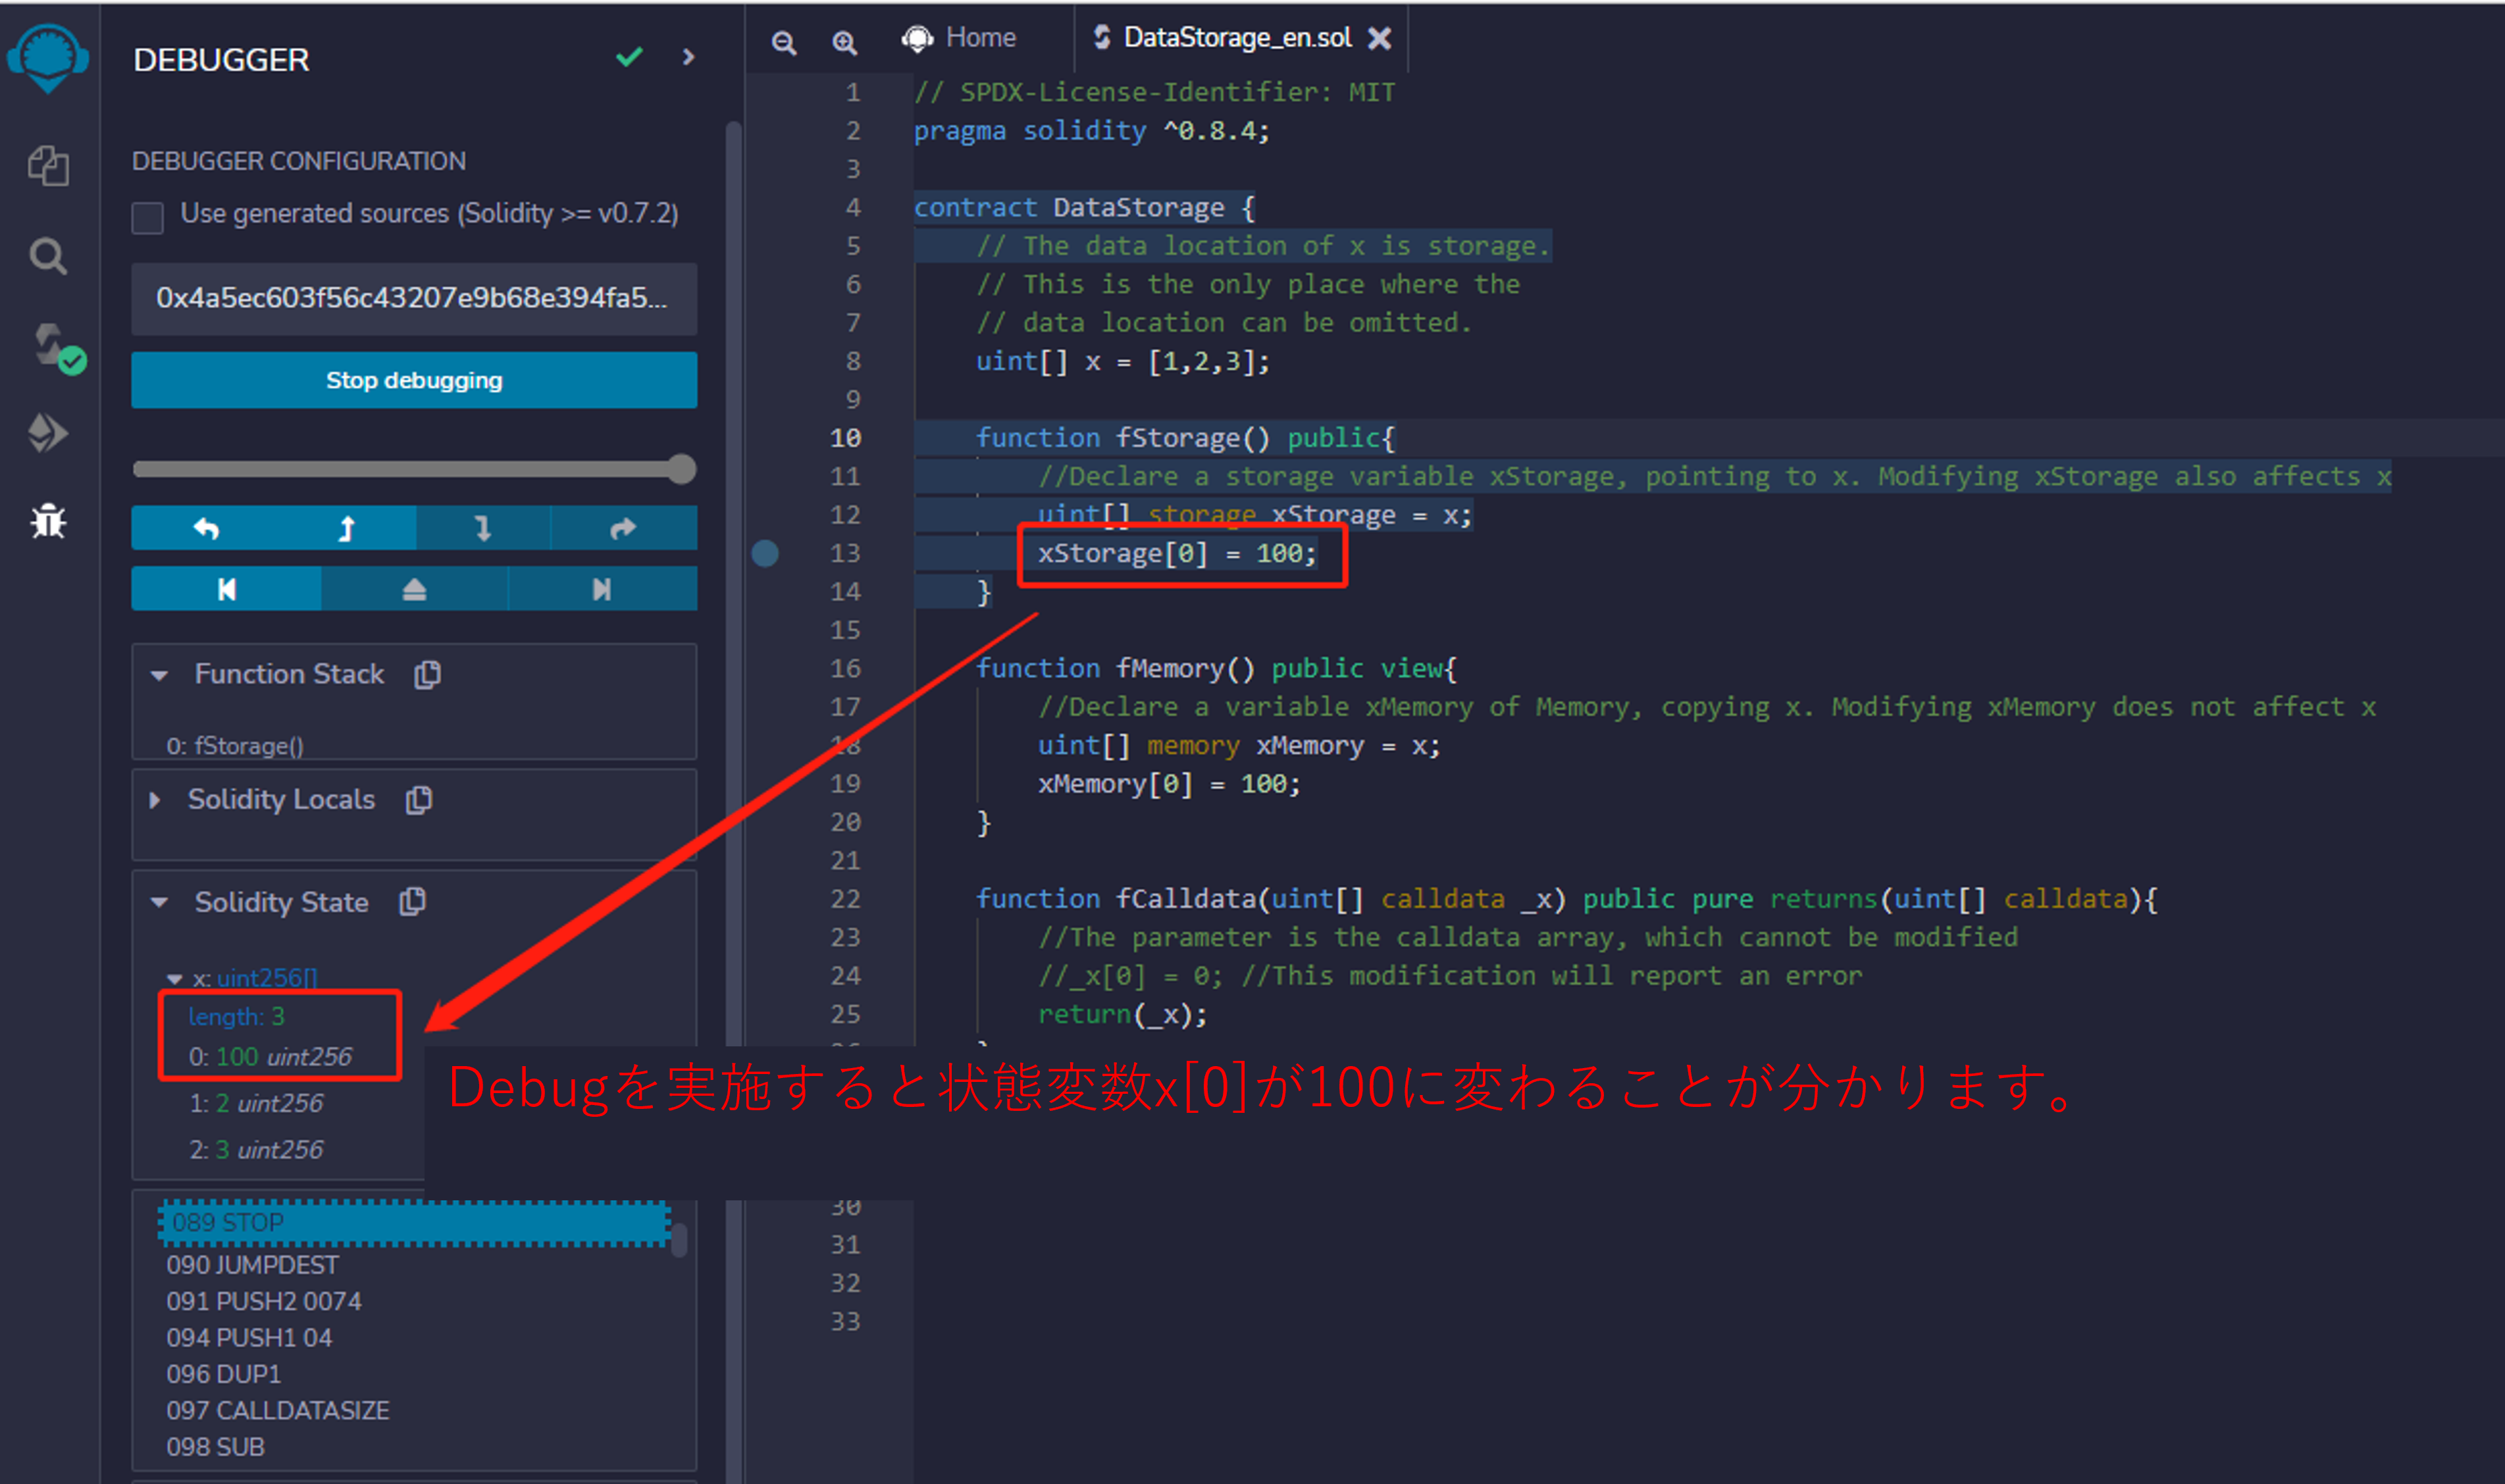 DEBUGGER
DEBUGGER CONFIGURATION
Use generated sources (Solidity >= v0.7.2)
0x4a5ec603f56c43207e9b68e394fa5...
Stop debugging
Function Stack
0: fStorage()
Solidity Locals
Solidity State
x: uint256[]
length: 3
0: 100 uint256
1: 2 uint256
2: 3 uint256
089 STOP
090 JUMPDEST
091 PUSH2 0074
094 PUSH1 04
096 DUP1
097 CALLDATASIZE
098 SUB
Home
DataStorage_en.sol
1 // SPDX-License-Identifier: MIT
2 pragma solidity ^0.8.4;
3
4 contract DataStorage {
5 // The data location of x is storage.
6 // This is the only place where the
7 // data location can be omitted.
8 uint[] x = [1,2,3];
9
10 function fStorage() public{
11 //Declare a storage variable xStorage, pointing to x. Modifying xStorage also affects x
12 uint[] storage xStorage = x;
13 xStorage[0] = 100;
14 }
15
16 function fMemory() public view{
17 //Declare a variable xMemory of Memory, copying x. Modifying xMemory does not affect x
18 uint[] memory xMemory = x;
19 xMemory[0] = 100;
20 }
21
22 function fCalldata(uint[] calldata _x) public pure returns(uint[] calldata){
23 //The parameter is the calldata array, which cannot be modified
24 //_x[0] = 0; //This modification will report an error
25 return(_x);
Debugを実施すると状態変数x[0]が100に変わることが分かります。
30
31
32
33